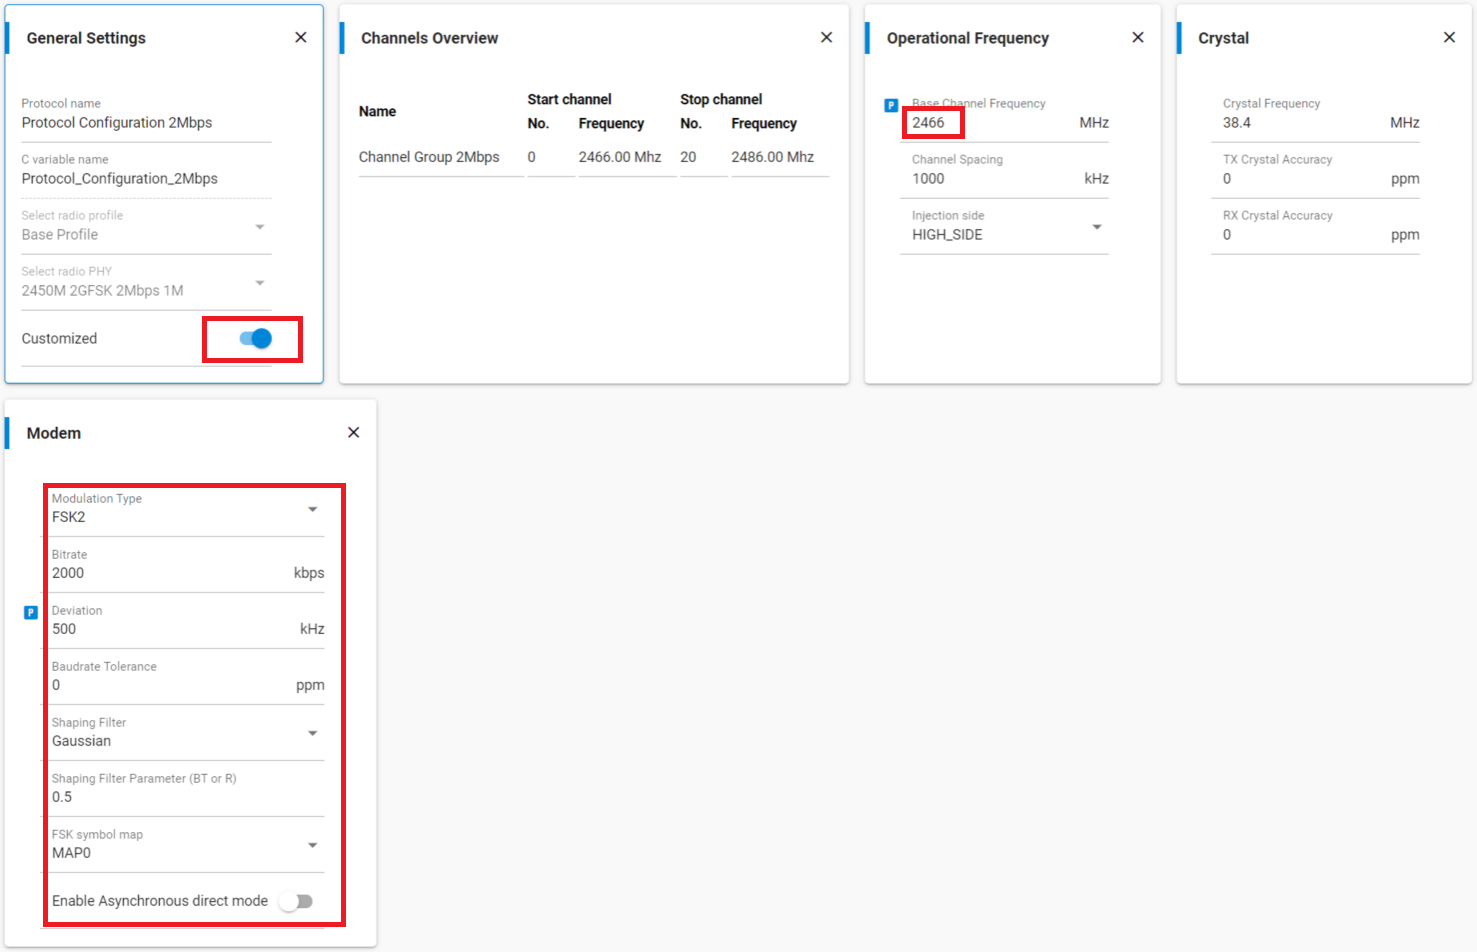 General Settings
Protocol name
Protocol Configuration 2Mbps
C variable name
Protocol_Configuration_2Mbps
Select radio profile
Base Profile
Select radio PHY
2450M 2GFSK 2Mbps 1M
Customized
Channels Overview
Name
Start channel
Stop channel
No.
Frequency
No.
Frequency
Channel Group 2Mbps
0
2466.00 Mhz
20
2486.00 Mhz
Operational Frequency
P
Base Channel Frequency
2466 MHz
Channel Spacing
1000 kHz
Injection side
HIGH_SIDE
Crystal
Crystal Frequency
38.4 MHz
TX Crystal Accuracy
0 ppm
RX Crystal Accuracy
0 ppm
Modem
Modulation Type
FSK2
Bitrate
2000 kbps
P
Deviation
500 kHz
Baudrate Tolerance
0 ppm
Shaping Filter
Gaussian
Shaping Filter Parameter (BT or R)
0.5
FSK symbol map
MAP0
Enable Asynchronous direct mode